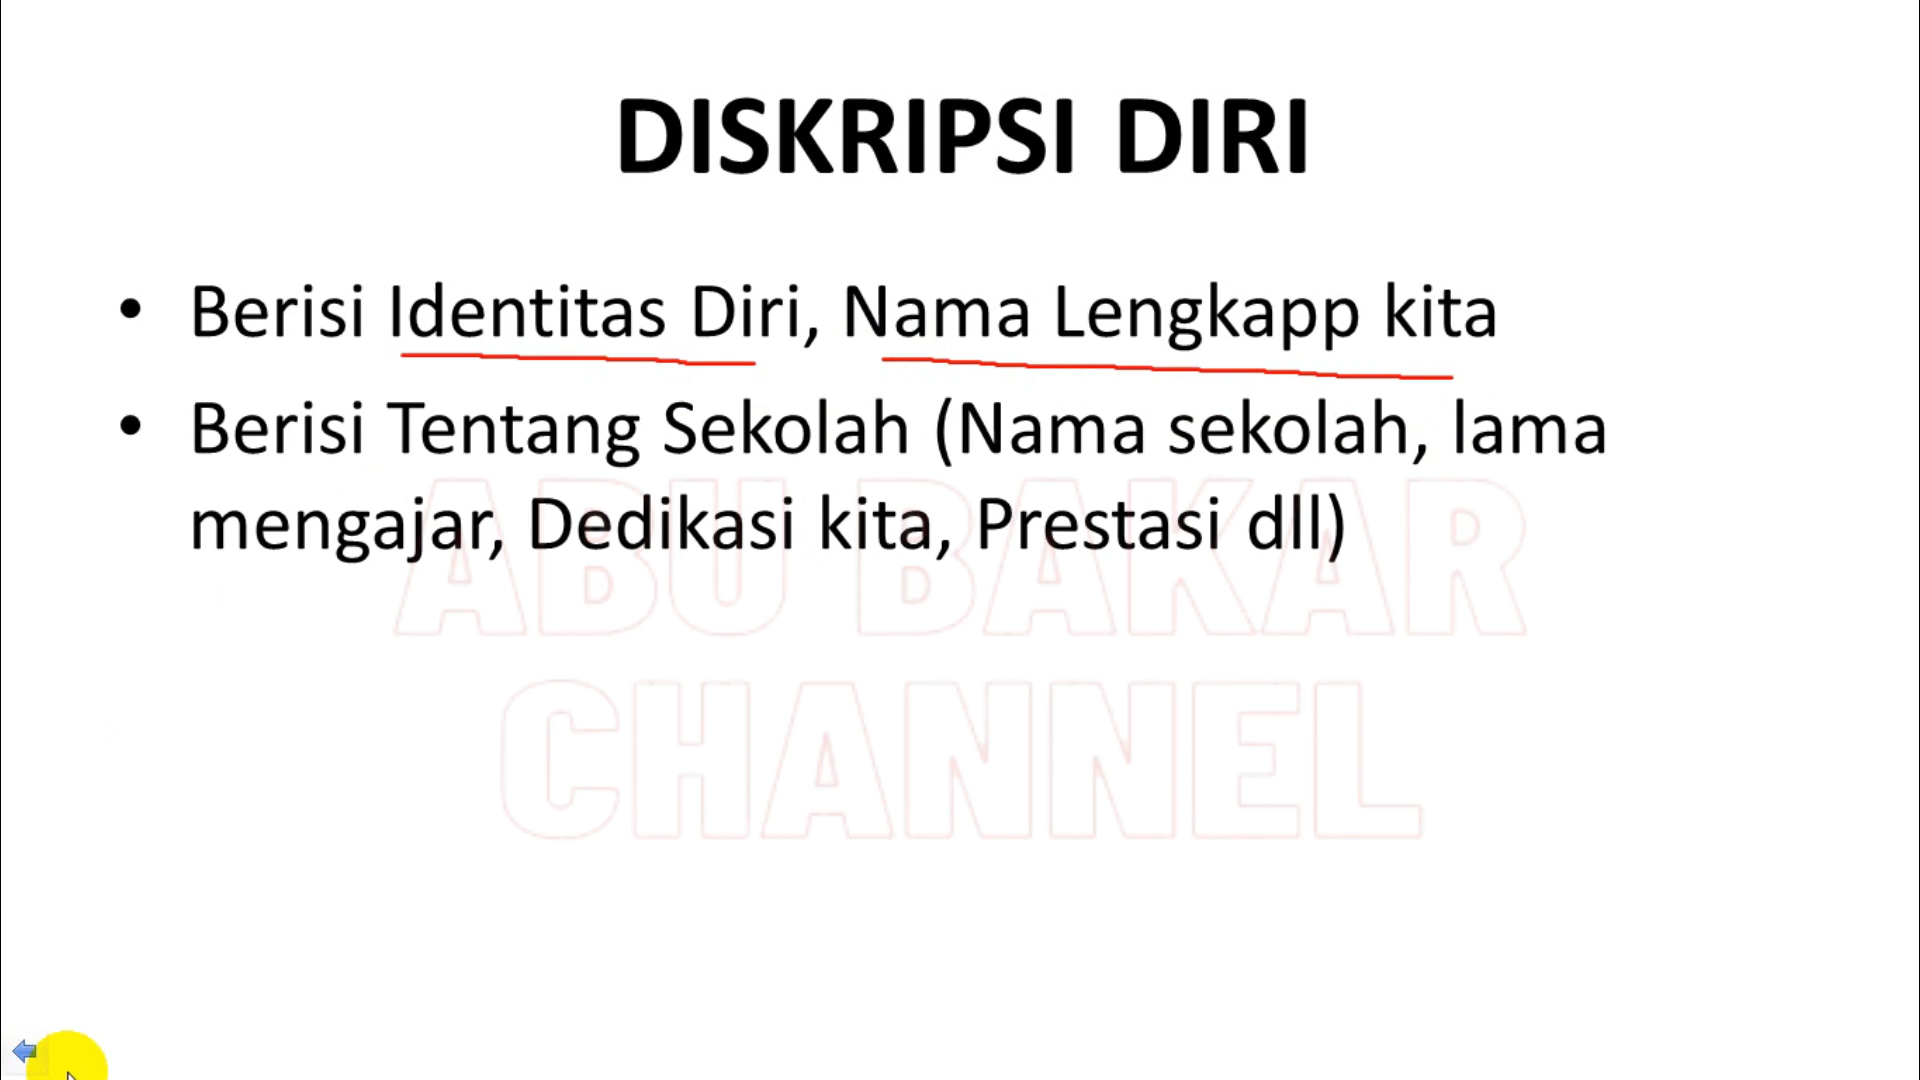 DISKRIPSI DIRI
• Berisi Identitas Diri, Nama Lengkapp kita
• Berisi Tentang Sekolah (Nama sekolah, lama
mengajar, Dedikasi kita, Prestasi dll)
ABU BAKAR
CHANNEL